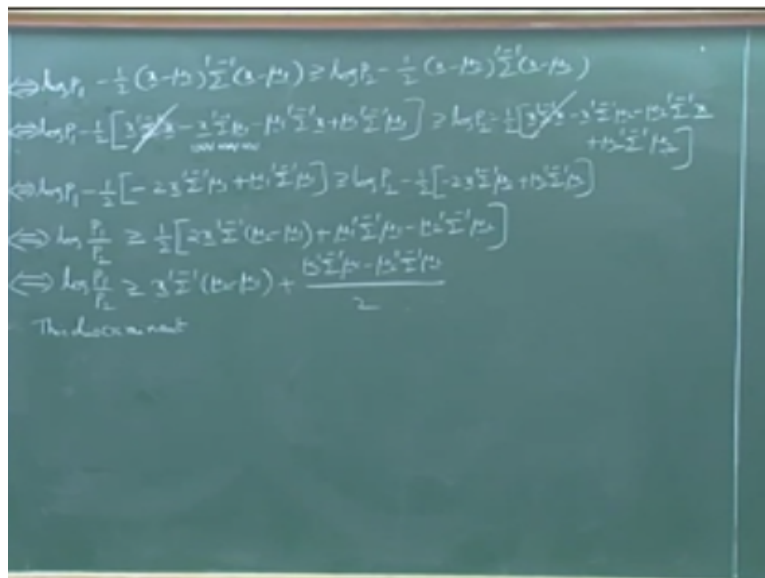 ⇔ log P₁ - ½ (x-μ₁)'Σ⁻¹(x-μ₁) ≥ log P₂ - ½ (x-μ₂)'Σ⁻¹(x-μ₂)
⇔ log P₁ - ½ [x'Σ⁻¹x - x'Σ⁻¹μ₁ - μ₁'Σ⁻¹x + μ₁'Σ⁻¹μ₁] ≥ log P₂ - ½ [x'Σ⁻¹x - x'Σ⁻¹μ₂ - μ₂'Σ⁻¹x
+ μ₂'Σ⁻¹μ₂]
⇔ log P₁ - ½ [-2x'Σ⁻¹μ₁ + μ₁'Σ⁻¹μ₁] ≥ log P₂ - ½ [-2x'Σ⁻¹μ₂ + μ₂'Σ⁻¹μ₂]
⇔ log P₁/P₂ ≥ ½ [2x'Σ⁻¹(μ₂-μ₁) + μ₁'Σ⁻¹μ₁ - μ₂'Σ⁻¹μ₂]
⇔ log P₁/P₂ ≥ x'Σ⁻¹(μ₂-μ₁) + (μ₁'Σ⁻¹μ₁ - μ₂'Σ⁻¹μ₂)/2